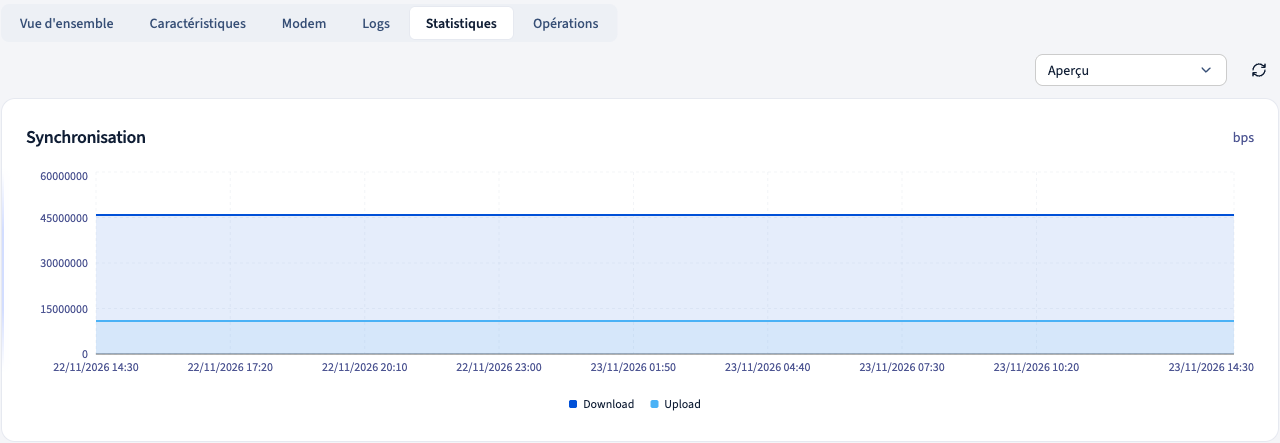 Vue d'ensemble Caractéristiques Modem Logs Statistiques Opérations
Aperçu
Synchronisation bps
60000000
45000000
30000000
15000000
0
22/11/2026 14:30 22/11/2026 17:20 22/11/2026 20:10 22/11/2026 23:00 23/11/2026 01:50 23/11/2026 04:40 23/11/2026 07:30 23/11/2026 10:20 23/11/2026 14:30
Download Upload